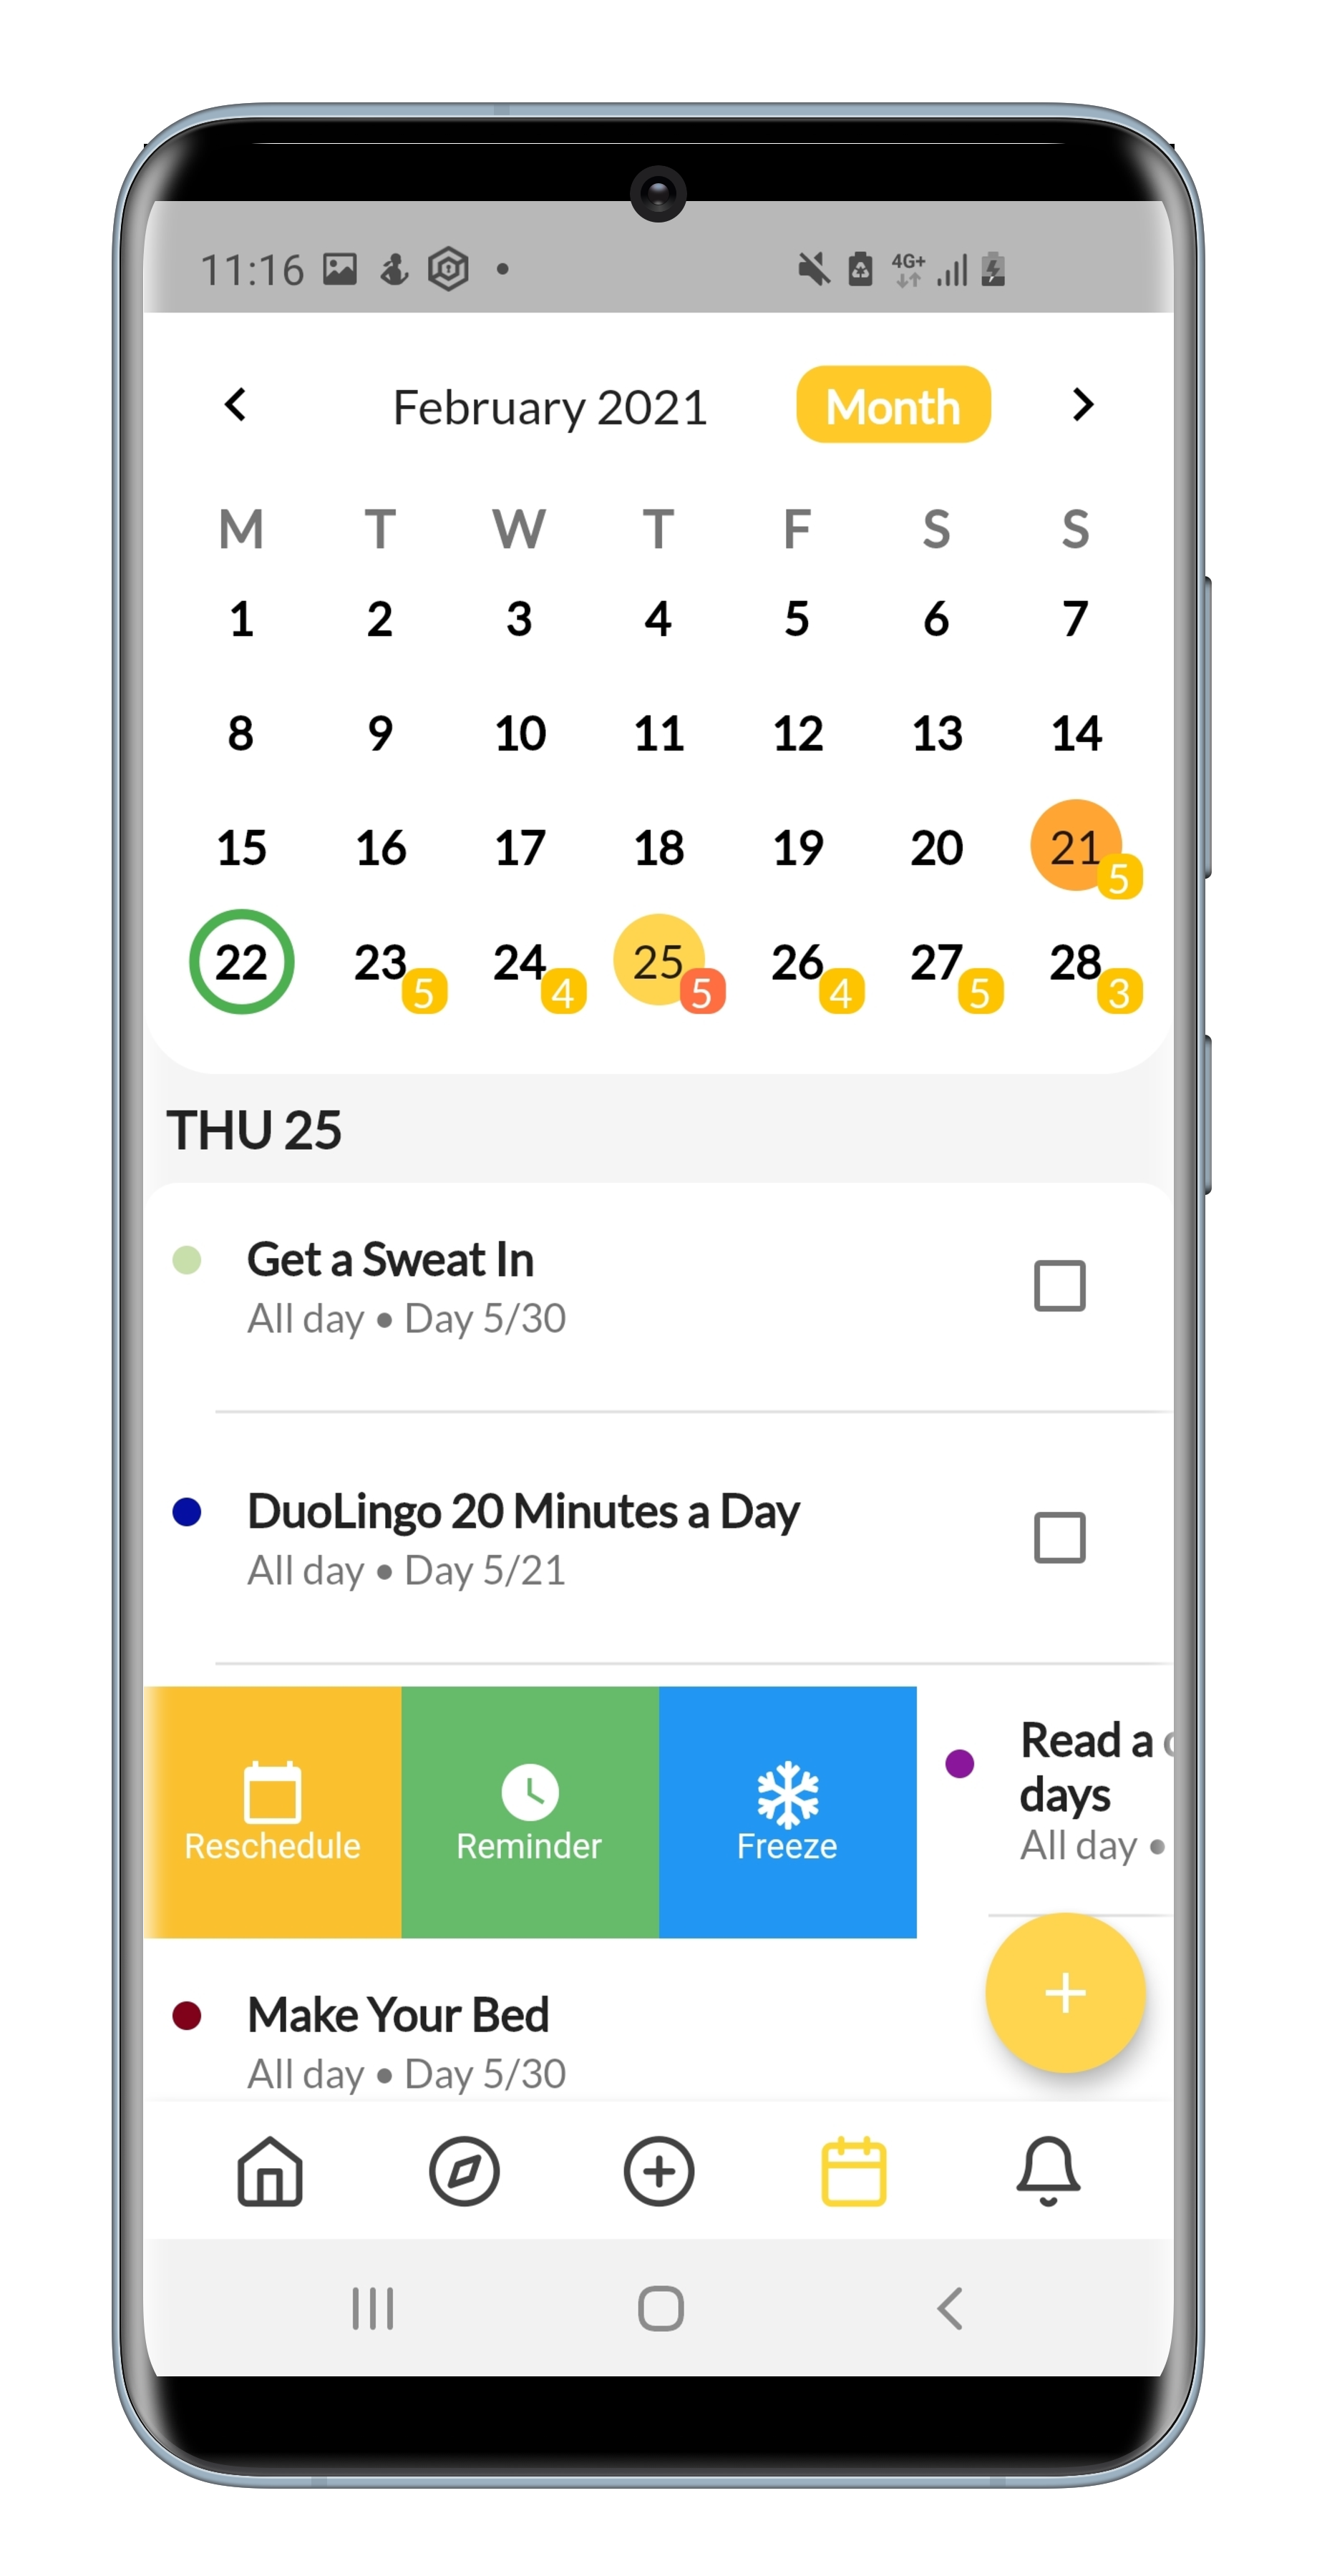 11:16 4G+
February 2021 Month
M T W T F S S
1 2 3 4 5 6 7
8 9 10 11 12 13 14
15 16 17 18 19 20 21 5
22 23 5 24 4 25 5 26 4 27 5 28 3
THU 25
Get a Sweat In
All day • Day 5/30
DuoLingo 20 Minutes a Day
All day • Day 5/21
Reschedule Reminder Freeze
Read a
days
All day •
Make Your Bed
All day • Day 5/30